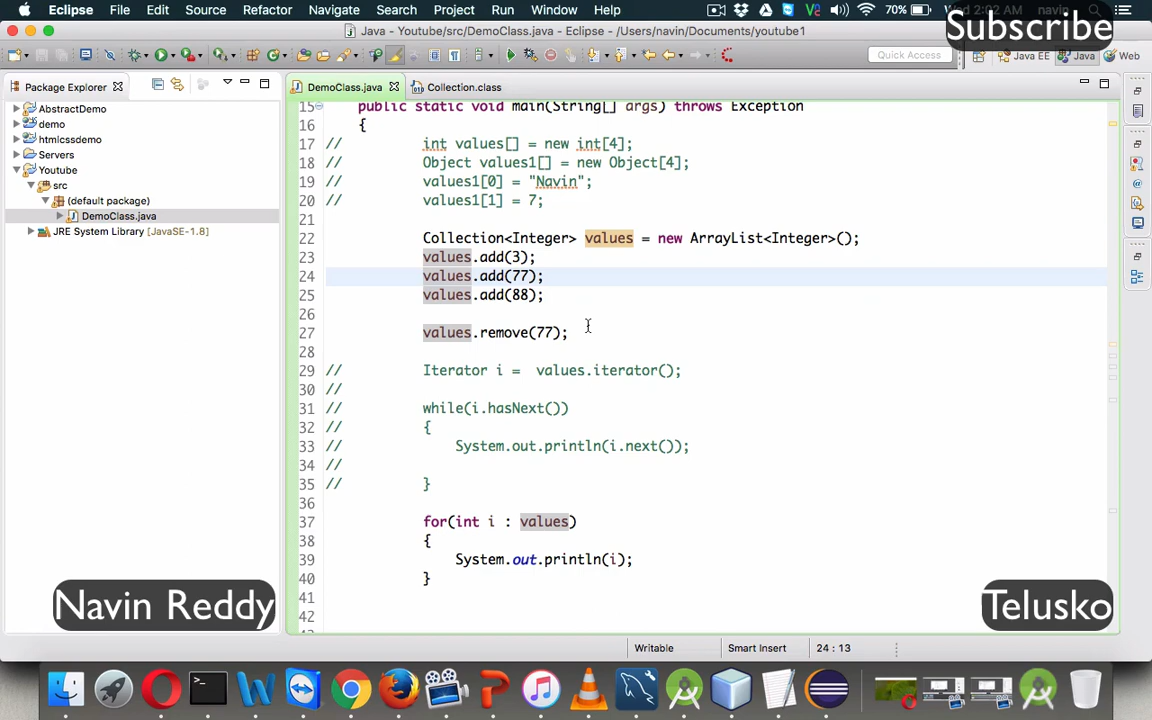 Eclipse File Edit Source Refactor Navigate Search Project Run Window Help 70% navin
Subscribe
Java - Youtube/src/DemoClass.java - Eclipse - /Users/navin/Documents/youtube1
Quick Access Java EE Java Web
Package Explorer
DemoClass.java Collection.class
AbstractDemo
demo
htmlcssdemo
Servers
Youtube
src
(default package)
DemoClass.java
JRE System Library [JavaSE-1.8]
15 public static void main(String[] args) throws Exception
16 {
17 // int values[] = new int[4];
18 // Object values1[] = new Object[4];
19 // values1[0] = "Navin";
20 // values1[1] = 7;
21
22 Collection<Integer> values = new ArrayList<Integer>();
23 values.add(3);
24 values.add(77);
25 values.add(88);
26
27 values.remove(77);
28
29 // Iterator i = values.iterator();
30 //
31 // while(i.hasNext())
32 // {
33 // System.out.println(i.next());
34 //
35 // }
36
37 for(int i : values)
38 {
39 System.out.println(i);
40 }
41
42
Navin Reddy
Telusko
Writable Smart Insert 24 : 13